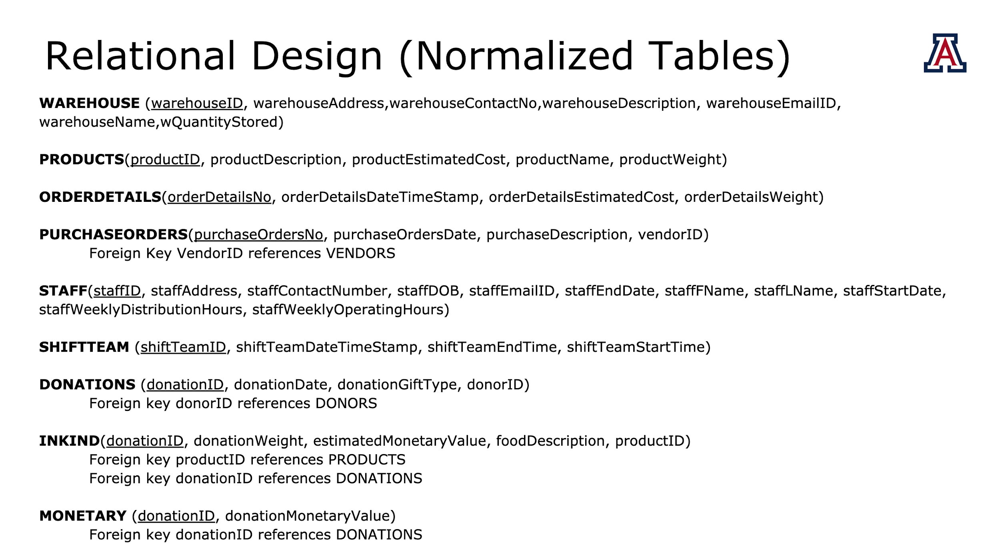 Relational Design (Normalized Tables)
A
WAREHOUSE (warehouseID, warehouseAddress,warehouseContactNo,warehouseDescription, warehouseEmailID,
warehouseName,wQuantityStored)
PRODUCTS(productID, productDescription, productEstimatedCost, productName, productWeight)
ORDERDETAILS(orderDetailsNo, orderDetailsDateTimeStamp, orderDetailsEstimatedCost, orderDetailsWeight)
PURCHASEORDERS(purchaseOrdersNo, purchaseOrdersDate, purchaseDescription, vendorID)
Foreign Key VendorID references VENDORS
STAFF(staffID, staffAddress, staffContactNumber, staffDOB, staffEmailID, staffEndDate, staffFName, staffLName, staffStartDate,
staffWeeklyDistributionHours, staffWeeklyOperatingHours)
SHIFTTEAM (shiftTeamID, shiftTeamDateTimeStamp, shiftTeamEndTime, shiftTeamStartTime)
DONATIONS (donationID, donationDate, donationGiftType, donorID)
Foreign key donorID references DONORS
INKIND(donationID, donationWeight, estimatedMonetaryValue, foodDescription, productID)
Foreign key productID references PRODUCTS
Foreign key donationID references DONATIONS
MONETARY (donationID, donationMonetaryValue)
Foreign key donationID references DONATIONS